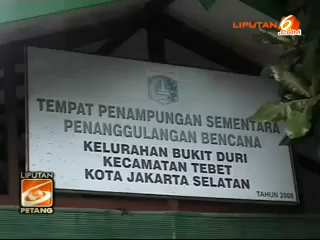 LIPUTAN 6
.COM
TEMPAT PENAMPUNGAN SEMENTARA
PENANGGULANGAN BENCANA
KELURAHAN BUKIT DURI
KECAMATAN TEBET
KOTA JAKARTA SELATAN
TAHUN 2008
LIPUTAN
6
PETANG